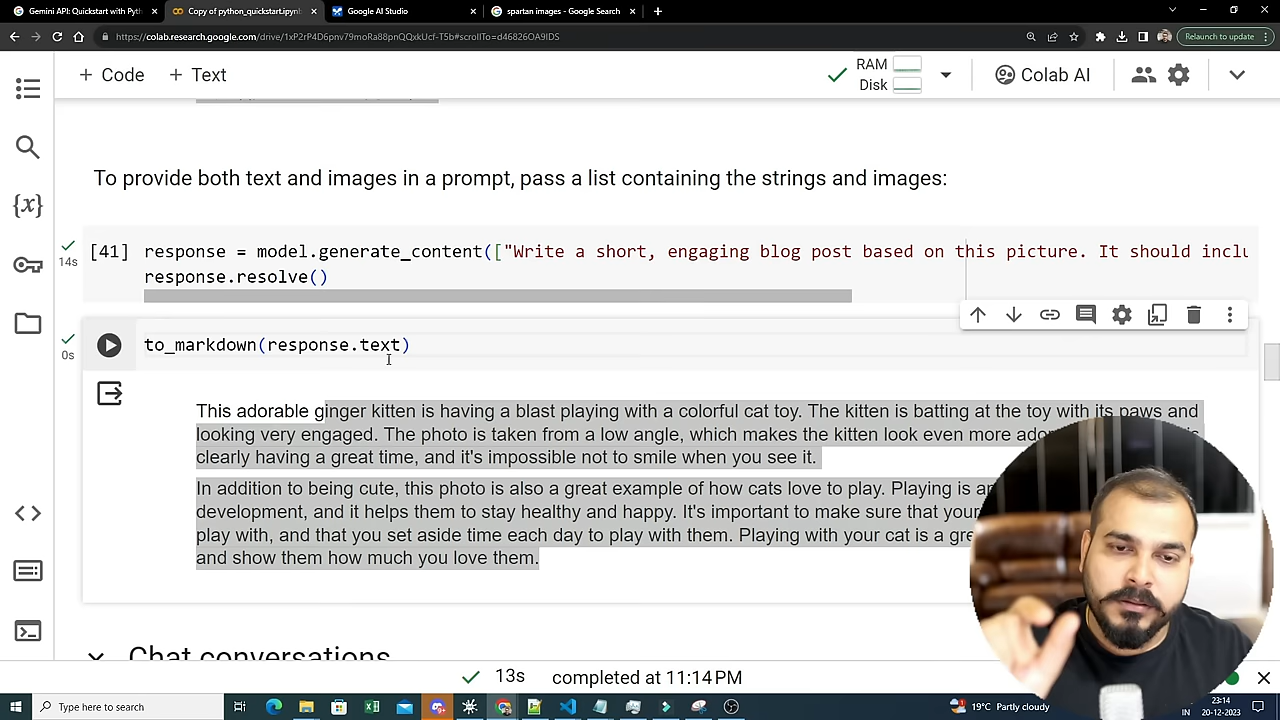 Gemini API: Quickstart with Pyth
Copy of python_quickstart.ipynb
Google AI Studio
spartan images - Google Search
https://colab.research.google.com/drive/1xP2rP4D6pnv79moRa88pnQQxkUcf-T5b#scrollTo=d46826OA9IDS
Relaunch to update
+ Code + Text
RAM
Disk
Colab AI
To provide both text and images in a prompt, pass a list containing the strings and images:
[41] response = model.generate_content(["Write a short, engaging blog post based on this picture. It should inclu
14s
response.resolve()
0s
to_markdown(response.text)
This adorable ginger kitten is having a blast playing with a colorful cat toy. The kitten is batting at the toy with its paws and
looking very engaged. The photo is taken from a low angle, which makes the kitten look even more
clearly having a great time, and it's impossible not to smile when you see it.
In addition to being cute, this photo is also a great example of how cats love to play. Playing is
development, and it helps them to stay healthy and happy. It's important to make sure that your
play with, and that you set aside time each day to play with them. Playing with your cat is a
and show them how much you love them.
Chat conversations
13s completed at 11:14 PM
Type here to search
19°C Partly cloudy
IN
23:14
20-12-2023